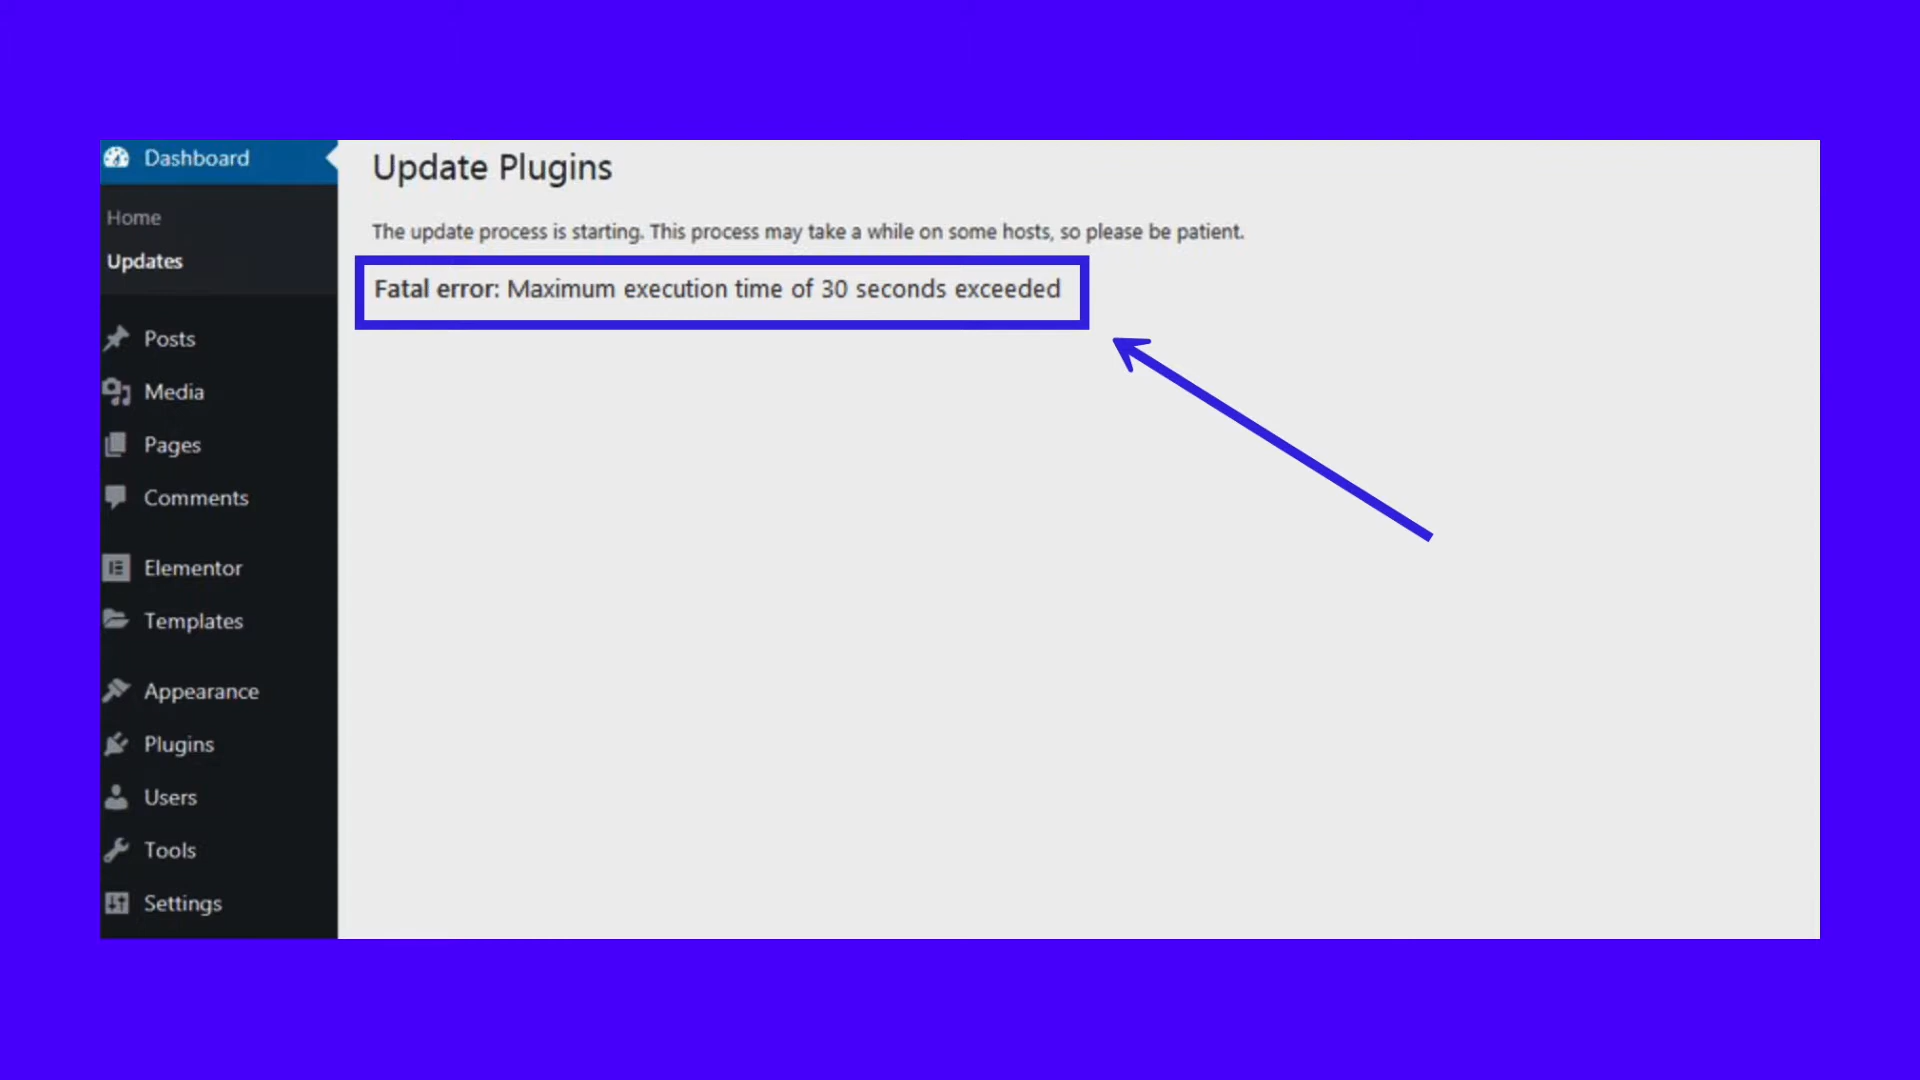 Dashboard
Home
Updates
Posts
Media
Pages
Comments
Elementor
Templates
Appearance
Plugins
Users
Tools
Settings
Update Plugins
The update process is starting. This process may take a while on some hosts, so please be patient.
Fatal error: Maximum execution time of 30 seconds exceeded